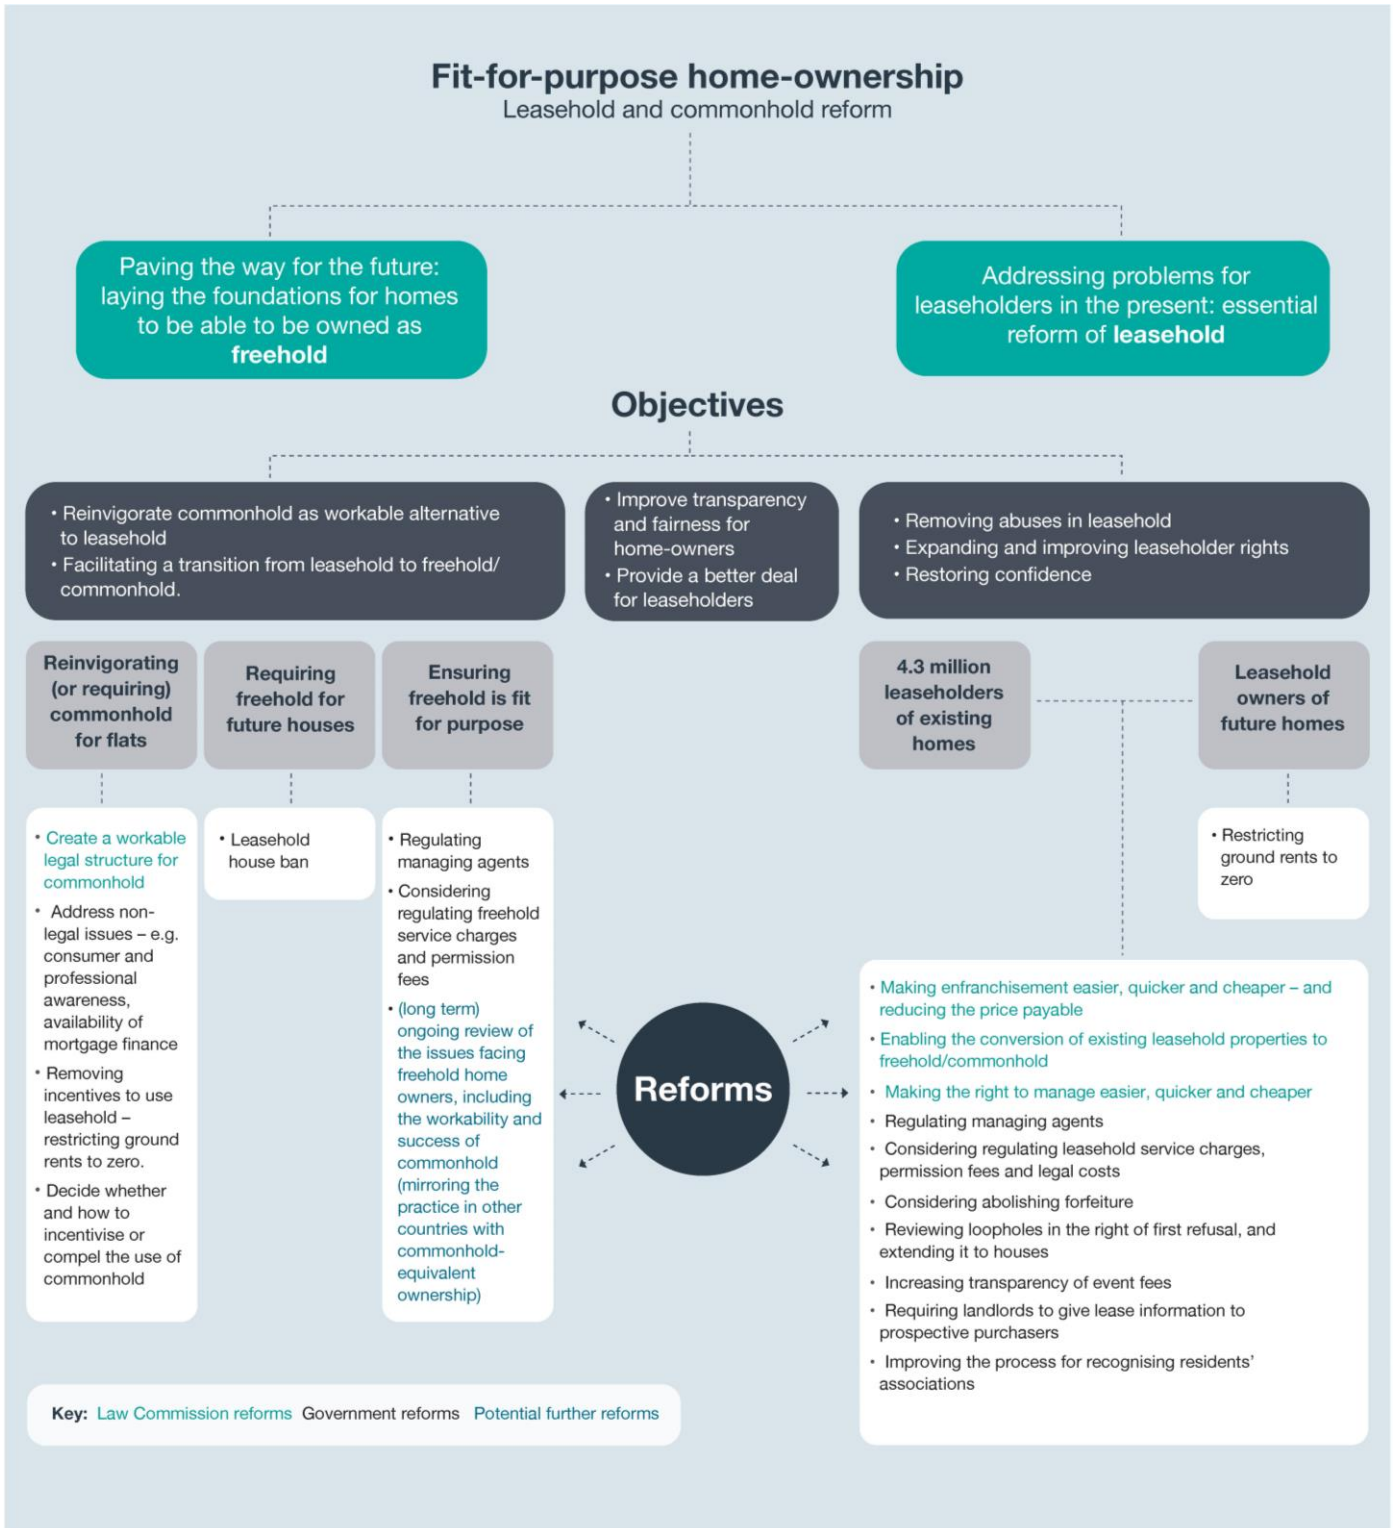 Fit-for-purpose home-ownership
Leasehold and commonhold reform
Paving the way for the future:
laying the foundations for homes
to be able to be owned as
freehold
Addressing problems for
leaseholders in the present: essential
reform of leasehold
Objectives
• Reinvigorate commonhold as workable alternative
to leasehold
• Facilitating a transition from leasehold to freehold/
commonhold.
• Improve transparency
and fairness for
home-owners
• Provide a better deal
for leaseholders
• Removing abuses in leasehold
• Expanding and improving leaseholder rights
• Restoring confidence
Reinvigorating
(or requiring)
commonhold
for flats
Requiring
freehold for
future houses
Ensuring
freehold is fit
for purpose
4.3 million
leaseholders
of existing
homes
Leasehold
owners of
future homes
• Create a workable
legal structure for
commonhold
• Address non-
legal issues – e.g.
consumer and
professional
awareness,
availability of
mortgage finance
• Removing
incentives to use
leasehold –
restricting ground
rents to zero.
• Decide whether
and how to
incentivise or
compel the use of
commonhold
• Leasehold
house ban
• Regulating
managing agents
• Considering
regulating freehold
service charges
and permission
fees
• (long term)
ongoing review of
the issues facing
freehold home
owners, including
the workability and
success of
commonhold
(mirroring the
practice in other
countries with
commonhold-
equivalent
ownership)
Reforms
• Restricting
ground rents to
zero
• Making enfranchisement easier, quicker and cheaper – and
reducing the price payable
• Enabling the conversion of existing leasehold properties to
freehold/commonhold
• Making the right to manage easier, quicker and cheaper
• Regulating managing agents
• Considering regulating leasehold service charges,
permission fees and legal costs
• Considering abolishing forfeiture
• Reviewing loopholes in the right of first refusal, and
extending it to houses
• Increasing transparency of event fees
• Requiring landlords to give lease information to
prospective purchasers
• Improving the process for recognising residents'
associations
Key: Law Commission reforms Government reforms Potential further reforms